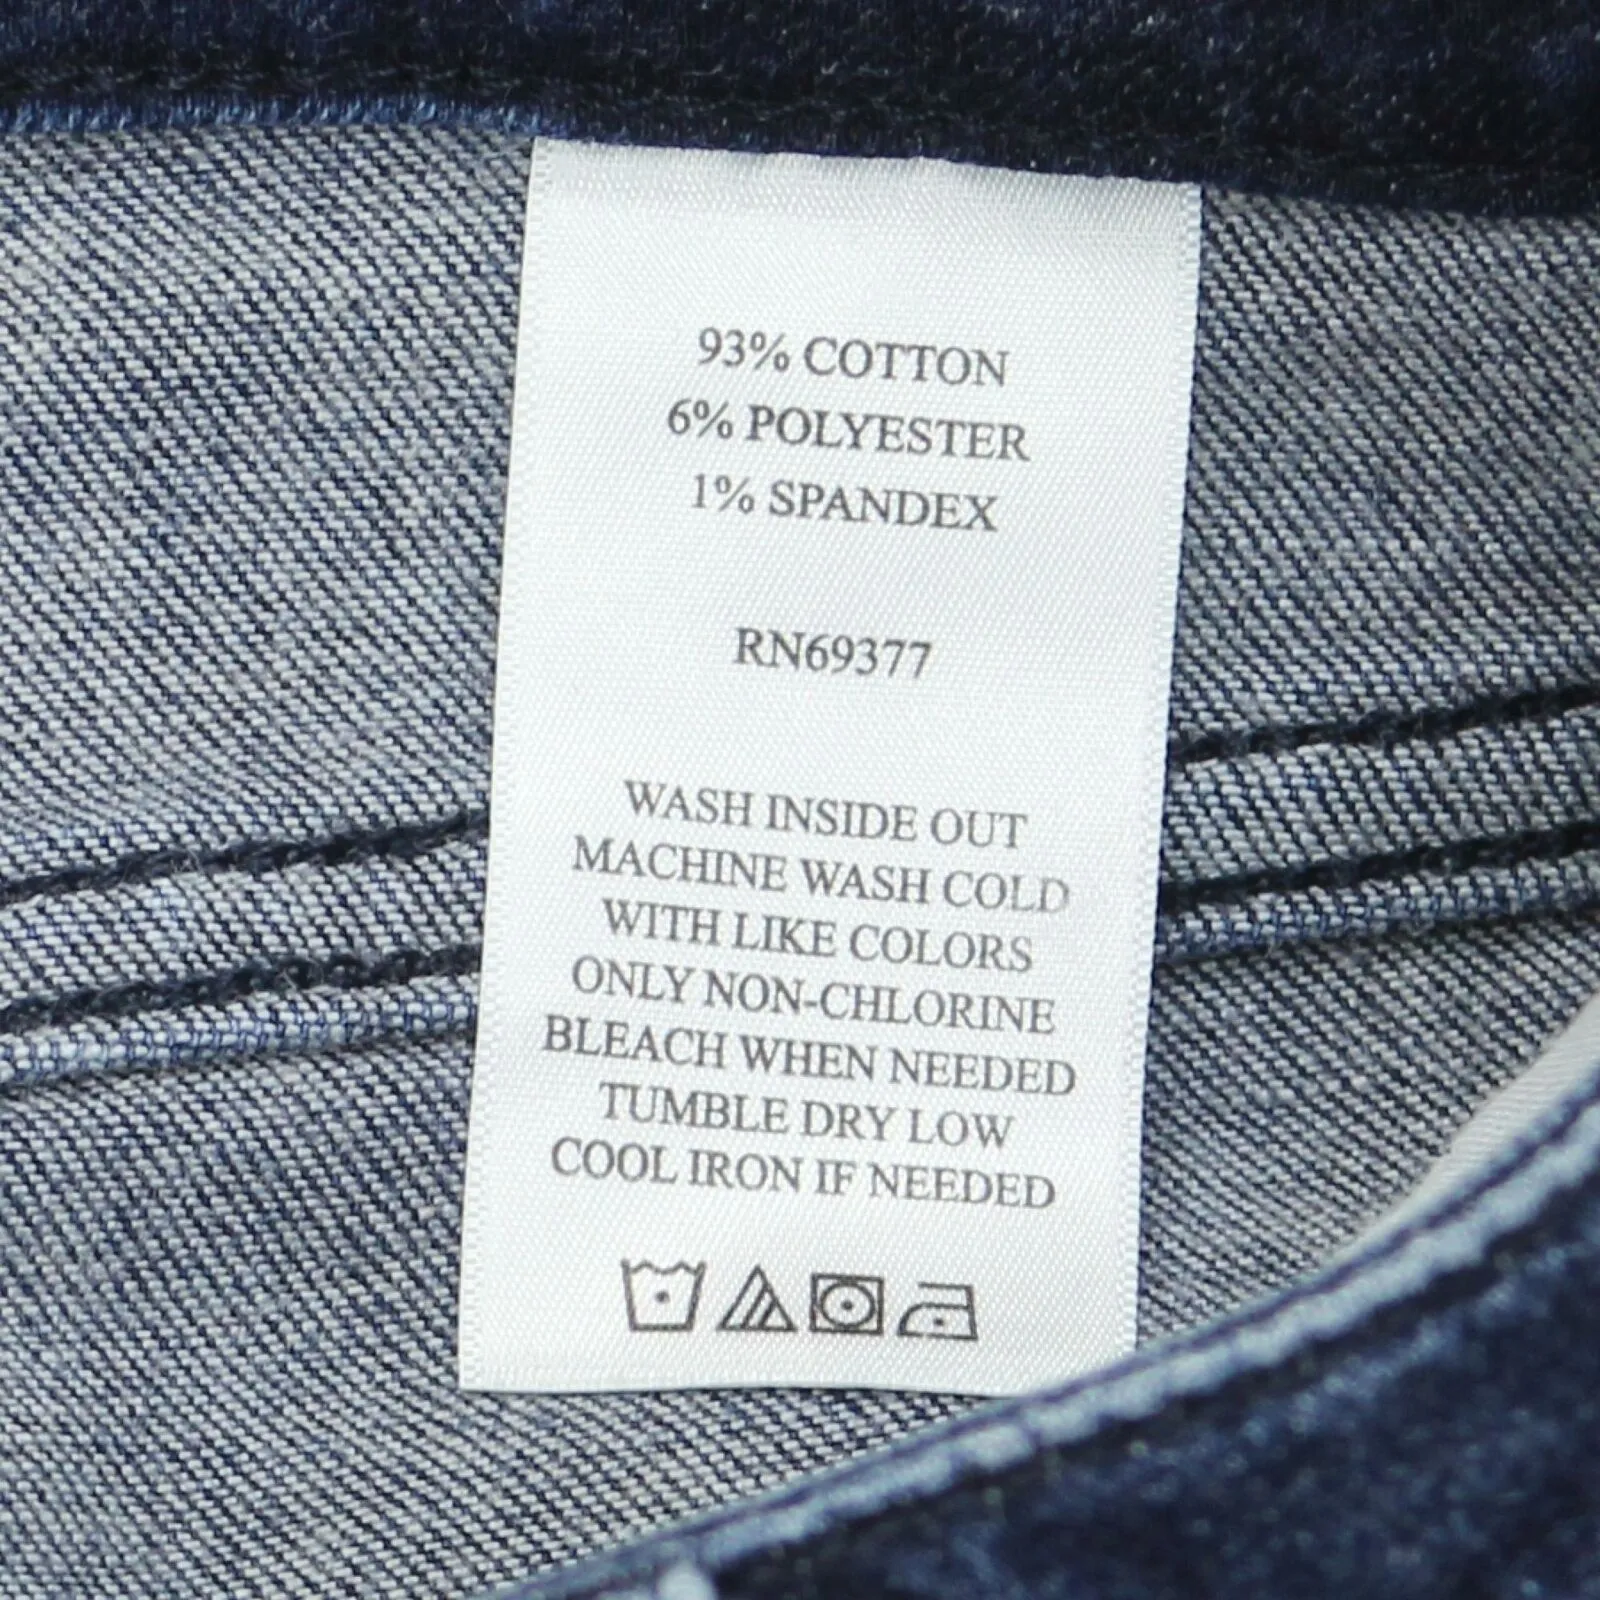 93% COTTON
6% POLYESTER
1% SPANDEX
RN69377
WASH INSIDE OUT
MACHINE WASH COLD
WITH LIKE COLORS
ONLY NON-CHLORINE
BLEACH WHEN NEEDED
TUMBLE DRY LOW
COOL IRON IF NEEDED